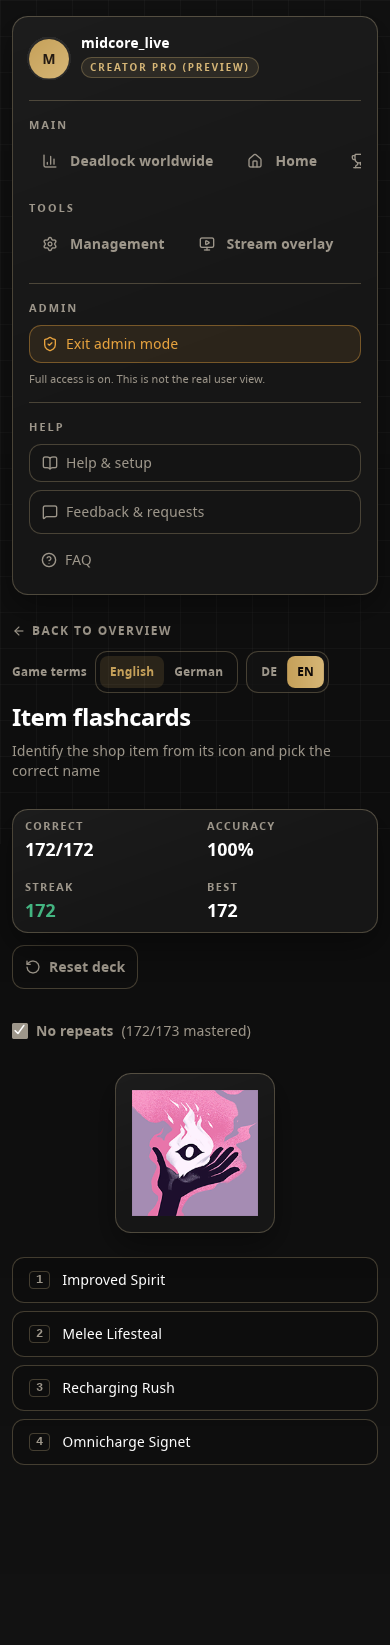 M
midcore_live
CREATOR PRO (PREVIEW)
MAIN
Deadlock worldwide
Home
TOOLS
Management
Stream overlay
ADMIN
Exit admin mode
Full access is on. This is not the real user view.
HELP
Help & setup
Feedback & requests
FAQ
BACK TO OVERVIEW
Game terms
English
German
DE
EN
Item flashcards
Identify the shop item from its icon and pick the
correct name
CORRECT
172/172
ACCURACY
100%
STREAK
172
BEST
172
Reset deck
No repeats (172/173 mastered)
1 Improved Spirit
2 Melee Lifesteal
3 Recharging Rush
4 Omnicharge Signet